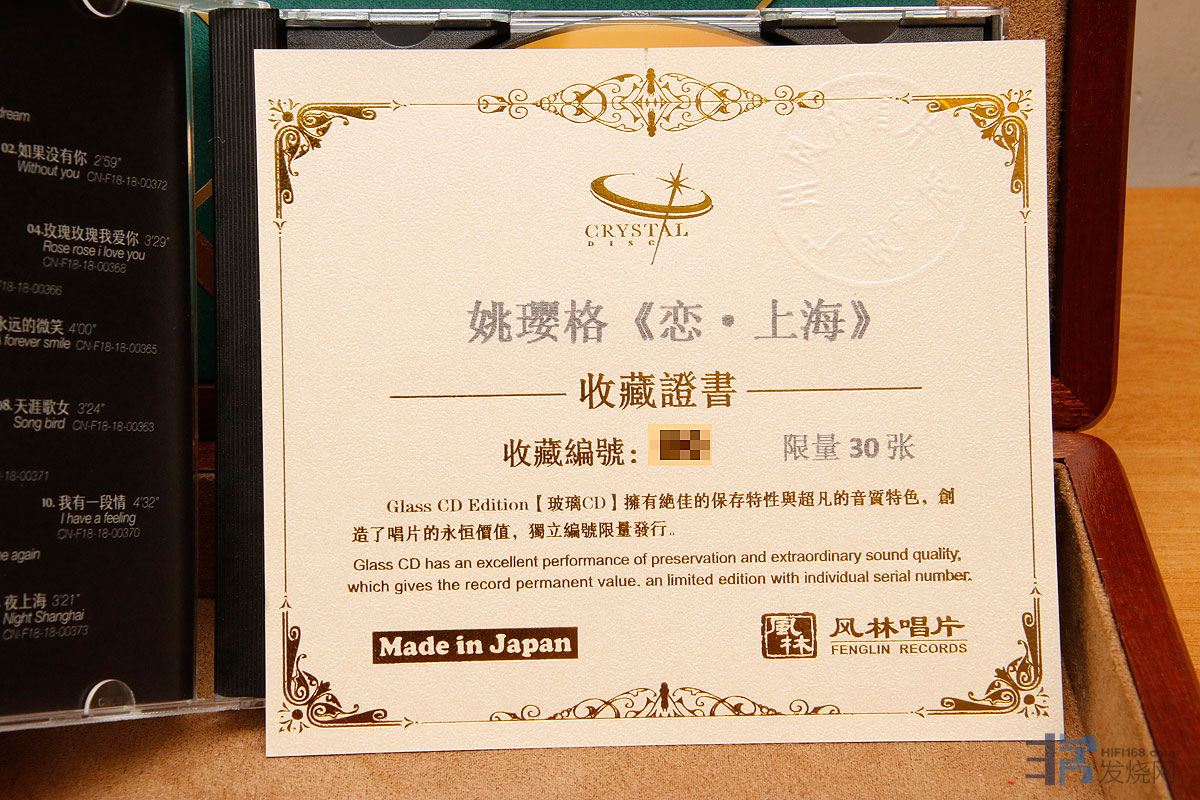 dream
02.如果没有你 2'59"
Without you CN-F18-18-00372
04.玫瑰玫瑰我爱你 3'29"
Rose rose i love you
CN-F18-18-00368
F18-18-00366
永远的微笑 4'00"
forever smile CN-F18-18-00365
08.天涯歌女 3'24"
Song bird CN-F18-18-00363
-18-00371
10. 我有一段情 4'32"
I have a feeling
CN-F18-18-00370
me again
夜上海 3'21"
Night Shanghai
CN-F18-18-00373
CRYSTAL
DISC
姚璎格《恋·上海》
收藏證書
收藏編號：
限量 30 张
Glass CD Edition【玻璃CD】擁有絕佳的保存特性與超凡的音質特色，創
造了唱片的永恒價值，獨立編號限量發行。
Glass CD has an excellent performance of preservation and extraordinary sound quality,
which gives the record permanent value. an limited edition with individual serial number.
Made in Japan
風林
风林唱片
FENGLIN RECORDS
HIFI168.com
发烧网